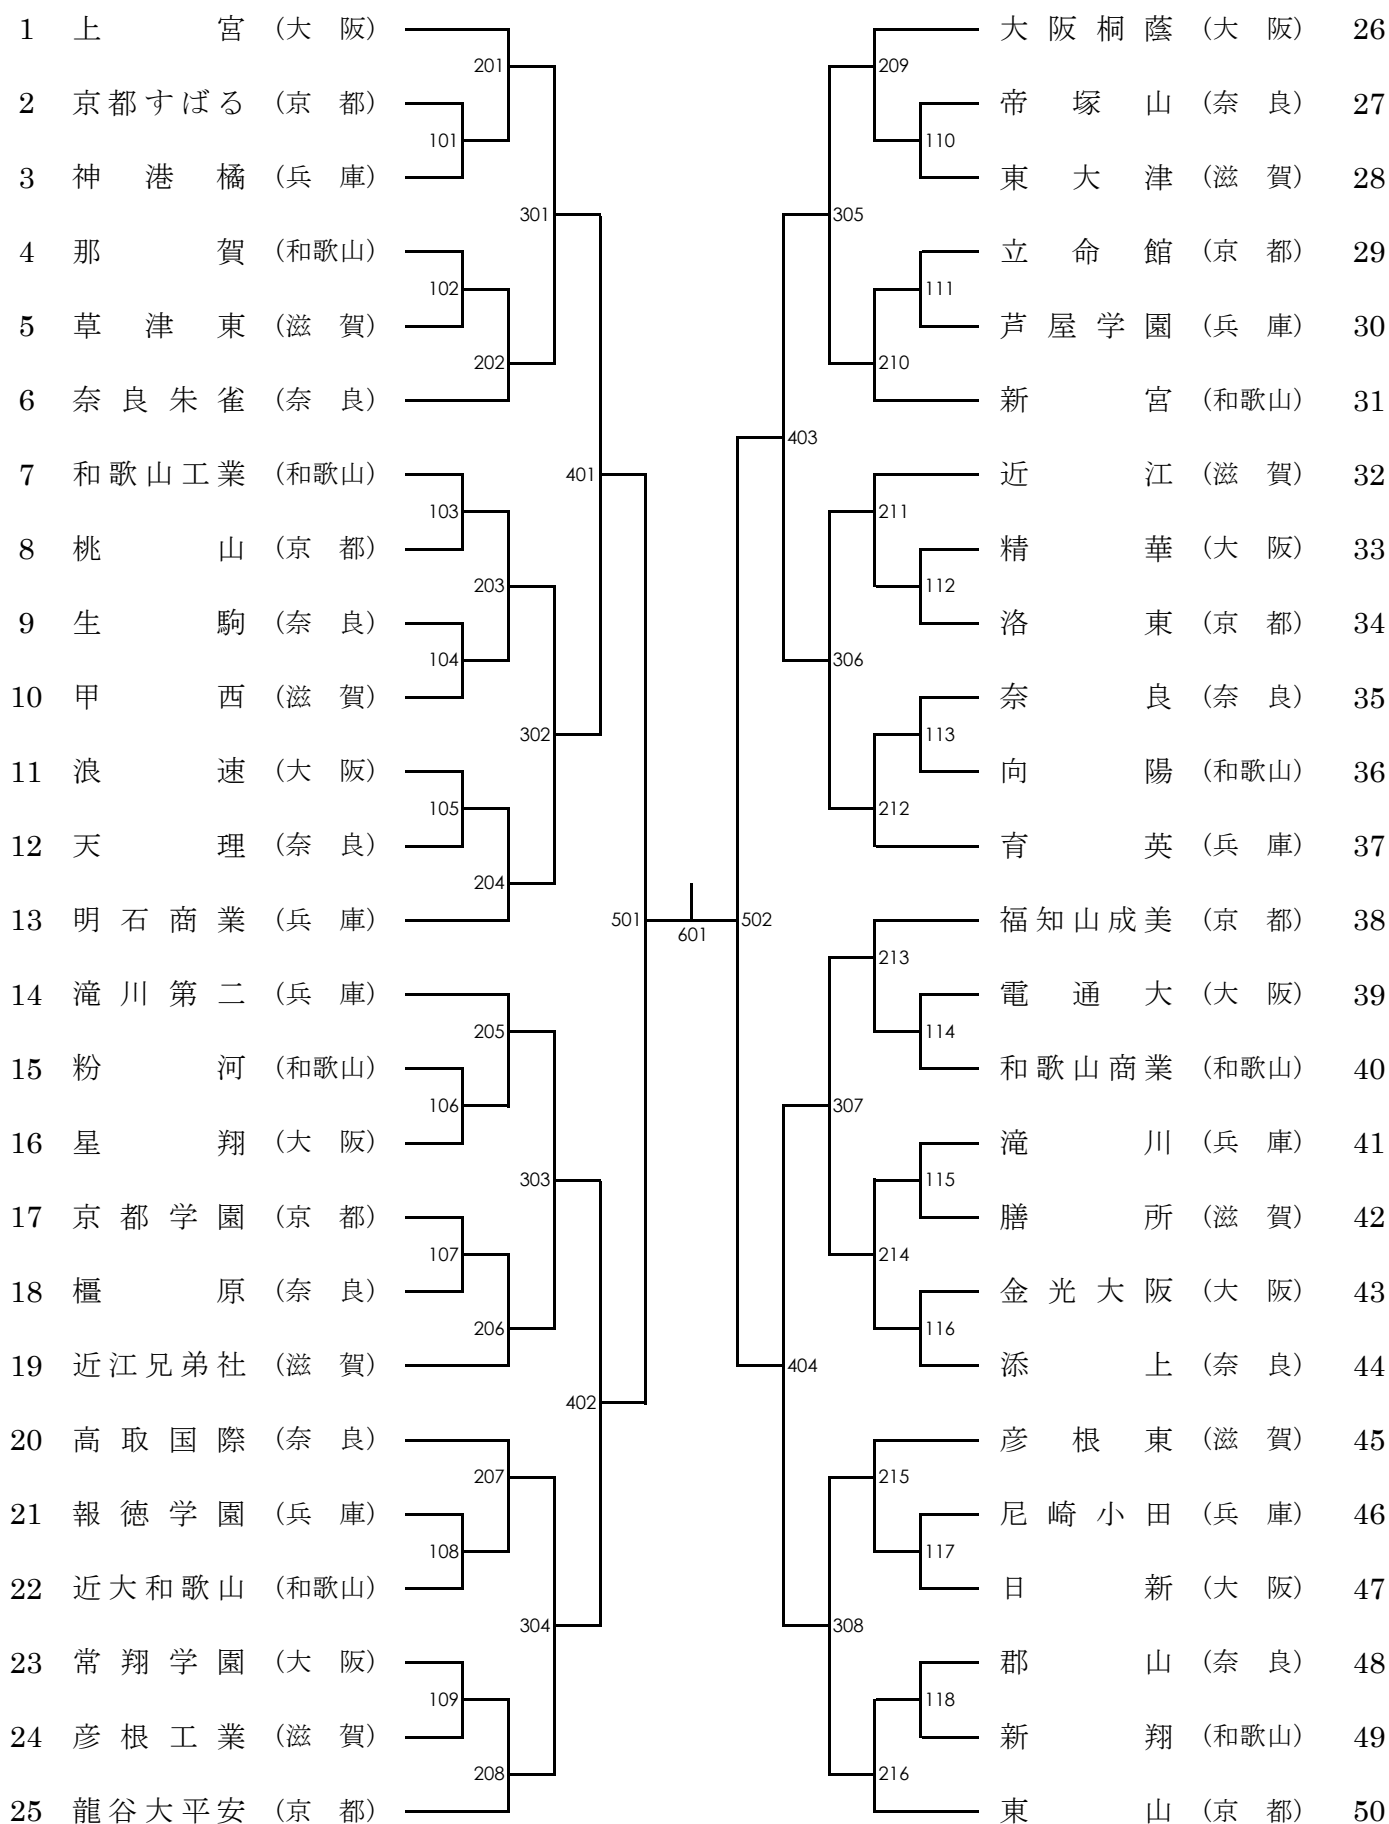 1 上宮 (大阪)
2 京都すばる (京都)
3 神港橘 (兵庫)
4 那賀 (和歌山)
5 草津東 (滋賀)
6 奈良朱雀 (奈良)
7 和歌山工業 (和歌山)
8 桃山 (京都)
9 生駒 (奈良)
10 甲西 (滋賀)
11 浪速 (大阪)
12 天理 (奈良)
13 明石商業 (兵庫)
14 滝川第二 (兵庫)
15 粉河 (和歌山)
16 星翔 (大阪)
17 京都学園 (京都)
18 橿原 (奈良)
19 近江兄弟社 (滋賀)
20 高取国際 (奈良)
21 報徳学園 (兵庫)
22 近大和歌山 (和歌山)
23 常翔学園 (大阪)
24 彦根工業 (滋賀)
25 龍谷大平安 (京都)
201
101
301
102
202
401
103
203
104
302
105
204
501
205
106
303
107
206
402
207
108
304
109
208
601
502
209
110
305
111
210
403
211
112
306
113
212
213
114
307
115
214
116
404
215
117
308
118
216
大阪桐蔭 (大阪) 26
帝塚山 (奈良) 27
東大津 (滋賀) 28
立命館 (京都) 29
芦屋学園 (兵庫) 30
新宮 (和歌山) 31
近江 (滋賀) 32
精華 (大阪) 33
洛東 (京都) 34
奈良 (奈良) 35
向陽 (和歌山) 36
育英 (兵庫) 37
福知山成美 (京都) 38
電通大 (大阪) 39
和歌山商業 (和歌山) 40
滝川 (兵庫) 41
膳所 (滋賀) 42
金光大阪 (大阪) 43
添上 (奈良) 44
彦根東 (滋賀) 45
尼崎小田 (兵庫) 46
日新 (大阪) 47
郡山 (奈良) 48
新翔 (和歌山) 49
東山 (京都) 50